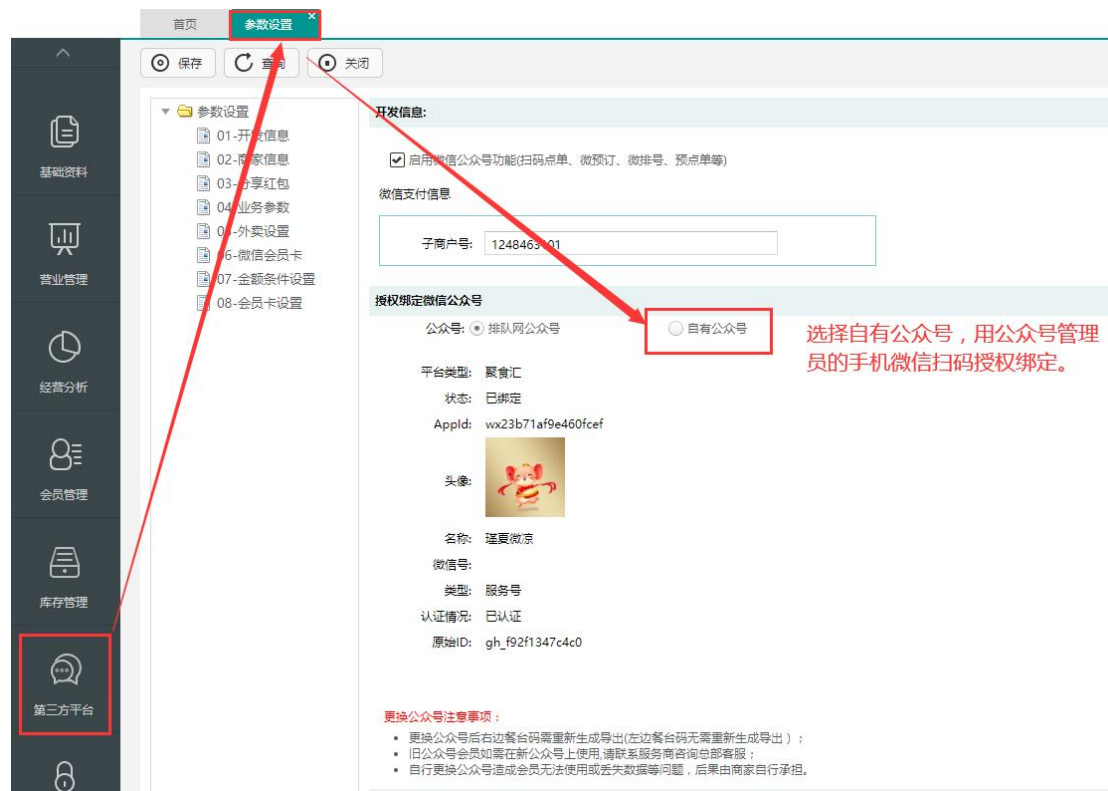 首页
参数设置
保存
查询
关闭
基础资料
营业管理
经营分析
会员管理
库存管理
第三方平台
参数设置
01-开发信息
02-商家信息
03-分享红包
04-业务参数
05-外卖设置
06-微信会员卡
07-金额条件设置
08-会员卡设置
开发信息:
启用微信公众号功能(扫码点单、微预订、微排号、预点单等)
微信支付信息
子商户号:
授权绑定微信公众号
公众号: 排队网公众号 自有公众号
选择自有公众号，用公众号管理
员的手机微信扫码授权绑定。
平台类型: 聚食汇
状态: 已绑定
AppId: wx23b71af9e460fcef
头像:
名称: 瑾夏微凉
微信号:
类型: 服务号
认证情况: 已认证
原始ID: gh_f92f1347c4c0
更换公众号注意事项：
• 更换公众号后右边餐台码需重新生成导出(左边餐台码无需重新生成导出）；
• 旧公众号会员如需在新公众号上使用,请联系服务商咨询总部客服；
• 自行更换公众号造成会员无法使用或丢失数据等问题，后果由商家自行承担。